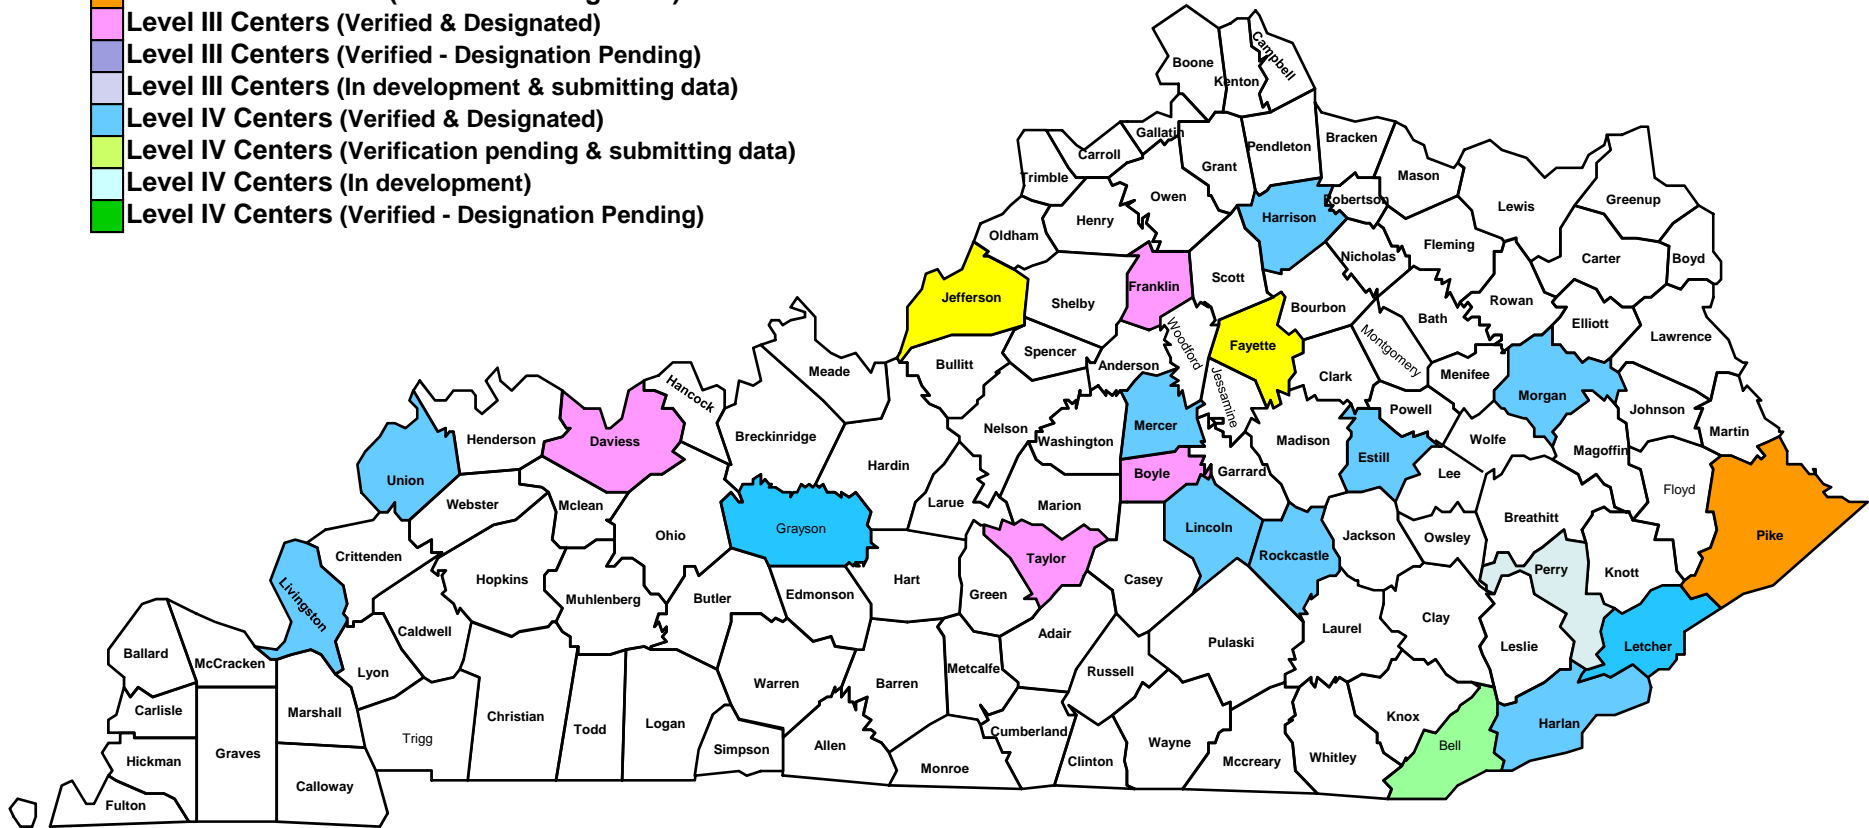 Level III Centers (Verified & Designated)
Level III Centers (Verified - Designation Pending)
Level III Centers (In development & submitting data)
Level IV Centers (Verified & Designated)
Level IV Centers (Verification pending & submitting data)
Level IV Centers (In development)
Level IV Centers (Verified - Designation Pending)
Boone
Kenton
Campbell
Gallatin
Carroll
Grant
Pendleton
Bracken
Trimble
Owen
Mason
Robertson
Lewis
Greenup
Henry
Harrison
Oldham
Fleming
Nicholas
Carter
Boyd
Jefferson
Shelby
Franklin
Scott
Bourbon
Rowan
Bath
Elliott
Lawrence
Woodford
Fayette
Montgomery
Spencer
Bullitt
Anderson
Jessamine
Clark
Menifee
Morgan
Meade
Hancock
Powell
Johnson
Martin
Henderson
Daviess
Breckinridge
Nelson
Washington
Mercer
Madison
Wolfe
Magoffin
Union
Hardin
Boyle
Garrard
Estill
Lee
Floyd
Webster
Mclean
Larue
Marion
Breathitt
Ohio
Grayson
Lincoln
Rockcastle
Jackson
Owsley
Pike
Crittenden
Taylor
Casey
Perry
Knott
Livingston
Hopkins
Muhlenberg
Butler
Edmonson
Hart
Green
Caldwell
Adair
Pulaski
Laurel
Clay
Leslie
Letcher
Ballard
McCracken
Lyon
Warren
Barren
Metcalfe
Russell
Carlisle
Marshall
Trigg
Christian
Todd
Logan
Simpson
Allen
Cumberland
Wayne
Knox
Bell
Harlan
Hickman
Graves
Monroe
Clinton
Mccreary
Whitley
Fulton
Calloway